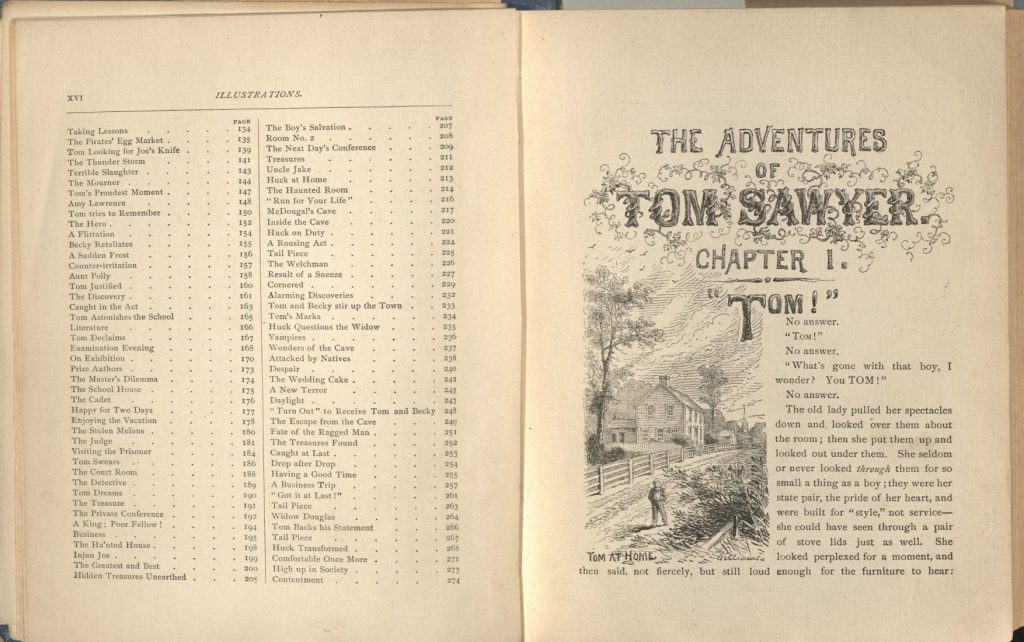 XVI
ILLUSTRATIONS.
PAGE
Taking Lessons . . . . . 134
The Pirates' Egg Market . . . . 135
Tom Looking for Joe's Knife . . . 139
The Thunder Storm . . . . 141
Terrible Slaughter . . . . 143
The Mourner . . . . . 144
Tom's Proudest Moment . . . . 147
Amy Lawrence . . . . . 148
Tom tries to Remember . . . . 150
The Hero . . . . . . 152
A Flirtation . . . . . 154
Becky Retaliates . . . . . 155
A Sudden Frost . . . . . 156
Counter-irritation . . . . . 157
Aunt Polly . . . . . 158
Tom Justified . . . . . 160
The Discovery . . . . . 161
Caught in the Act . . . . . 163
Tom Astonishes the School . . . 165
Literature . . . . . 166
Tom Declaims . . . . . 167
Examination Evening . . . . 168
On Exhibition . . . . . 170
Prize Authors . . . . . 173
The Master's Dilemma . . . . 174
The School House . . . . . 175
The Cadet . . . . . 176
Happy for Two Days . . . . 177
Enjoying the Vacation . . . . 178
The Stolen Melons . . . . 180
The Judge . . . . . 181
Visiting the Prisoner . . . . 184
Tom Swears . . . . . 186
The Court Room . . . . . 188
The Detective . . . . . 189
Tom Dreams . . . . . 190
The Treasure . . . . . 191
The Private Conference . . . . 192
A King; Poor Fellow! . . . . 194
Business . . . . . 195
The Ha'nted House . . . . 198
Injun Joe . . . . . 199
The Greatest and Best . . . . 200
Hidden Treasures Unearthed . . . 205
PAGE
The Boy's Salvation . . . . . 207
Room No. 2 . . . . . 208
The Next Day's Conference . . . 209
Treasures . . . . . 211
Uncle Jake . . . . . 212
Huck at Home . . . . . 213
The Haunted Room . . . . 214
"Run for Your Life" . . . . 216
McDougal's Cave . . . . . 217
Inside the Cave . . . . . 220
Huck on Duty . . . . . 221
A Rousing Act . . . . . 224
Tail Piece . . . . . 225
The Welchman . . . . . 226
Result of a Sneeze . . . . 227
Cornered . . . . . 229
Alarming Discoveries . . . . 232
Tom and Becky stir up the Town . . 233
Tom's Marks . . . . . 234
Huck Questions the Widow . . . 235
Vampires . . . . . 236
Wonders of the Cave . . . . 237
Attacked by Natives . . . . 238
Despair . . . . . 240
The Wedding Cake . . . . 242
A New Terror . . . . . 245
Daylight . . . . . 247
"Turn Out" to Receive Tom and Becky 248
The Escape from the Cave . . . 249
Fate of the Ragged Man . . . . 251
The Treasures Found . . . . 252
Caught at Last . . . . . 253
Drop after Drop . . . . . 254
Having a Good Time . . . . 255
A Business Trip . . . . . 257
"Got it at Last!" . . . . . 261
Tail Piece . . . . . 263
Widow Douglas . . . . . 264
Tom Backs his Statement . . . . 266
Tail Piece . . . . . 267
Huck Transformed . . . . 268
Comfortable Once More . . . . 271
High up in Society . . . . 273
Contentment . . . . . 274
THE ADVENTURES
OF
TOM SAWYER.
CHAPTER I.
"TOM!"
No answer.
"TOM!"
No answer.
"What's gone with that boy, I
wonder? You TOM!"
No answer.
The old lady pulled her spectacles
down and looked over them about
the room; then she put them up and
looked out under them. She seldom
or never looked through them for so
small a thing as a boy; they were her
state pair, the pride of her heart, and
were built for "style," not service—
she could have seen through a pair
of stove lids just as well. She
looked perplexed for a moment, and
TOM AT HOME.
Williams
then said, not fiercely, but still loud enough for the furniture to hear: